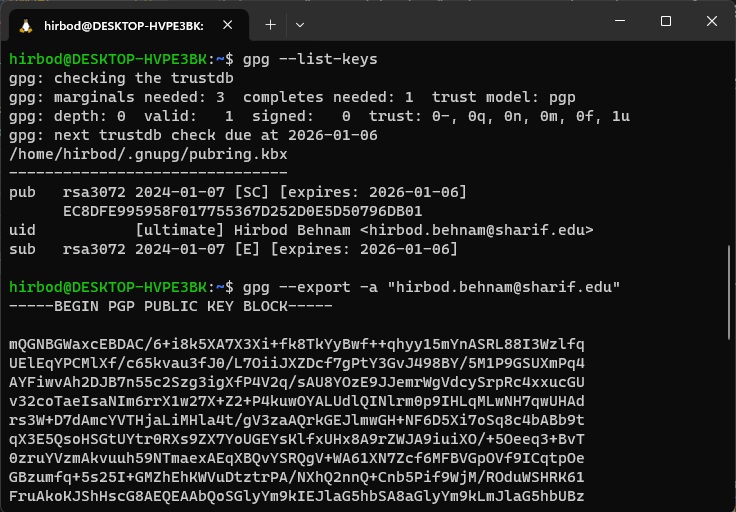 hirbod@DESKTOP-HVPE3BK:
hirbod@DESKTOP-HVPE3BK:~$ gpg --list-keys
gpg: checking the trustdb
gpg: marginals needed: 3  completes needed: 1  trust model: pgp
gpg: depth: 0  valid:   1  signed:   0  trust: 0-, 0q, 0n, 0m, 0f, 1u
gpg: next trustdb check due at 2026-01-06
/home/hirbod/.gnupg/pubring.kbx
-------------------------------
pub   rsa3072 2024-01-07 [SC] [expires: 2026-01-06]
      EC8DFE995958F017755367D252D0E5D50796DB01
uid           [ultimate] Hirbod Behnam <hirbod.behnam@sharif.edu>
sub   rsa3072 2024-01-07 [E] [expires: 2026-01-06]
hirbod@DESKTOP-HVPE3BK:~$ gpg --export -a "hirbod.behnam@sharif.edu"
-----BEGIN PGP PUBLIC KEY BLOCK-----
mQGNBGWaxcEBDAC/6+i8k5XA7X3Xi+fk8TkYyBwf++qhyy15mYnASRL88I3Wzlfq
UElEqYPCMlXf/c65kvau3fJ0/L7OiiJXZDcf7gPtY3GvJ498BY/5M1P9GSUXmPq4
AYFiwvAh2DJB7n55c2Szg3igXfP4V2q/sAU8YOzE9JJemrWgVdcySrpRc4xxucGU
v32coTaeIsaNIm6rrX1w27X+Z2+P4kuwOYALUdlQINlrm0p9IHLqMLwNH7qwUHAd
rs3W+D7dAmcYVTHjaLiMHla4t/gV3zaAQrkGEJlmwGH+NF6D5Xi7oSq8c4bABb9t
qX3E5QsoHSGtUYtr0RXs9ZX7YoUGEYsKlfxUHx8A9rZWJA9iuiXO/+5Oeeq3+BvT
0zruYVzmAkvuuh59NTmaexAEqXBQvYSRQgV+WA61XN7Zcf6MFBVGpOVf9ICqtpOe
GBzumfq+5s25I+GMZhEhKWVuDtztrPA/NXhQ2nnQ+Cnb5Pif9WjM/ROduWSHRK61
FruAkoKJShHscG8AEQEAAbQoSGlyYm9kIEJlaG5hbSA8aGlyYm9kLmJlaG5hbUBz